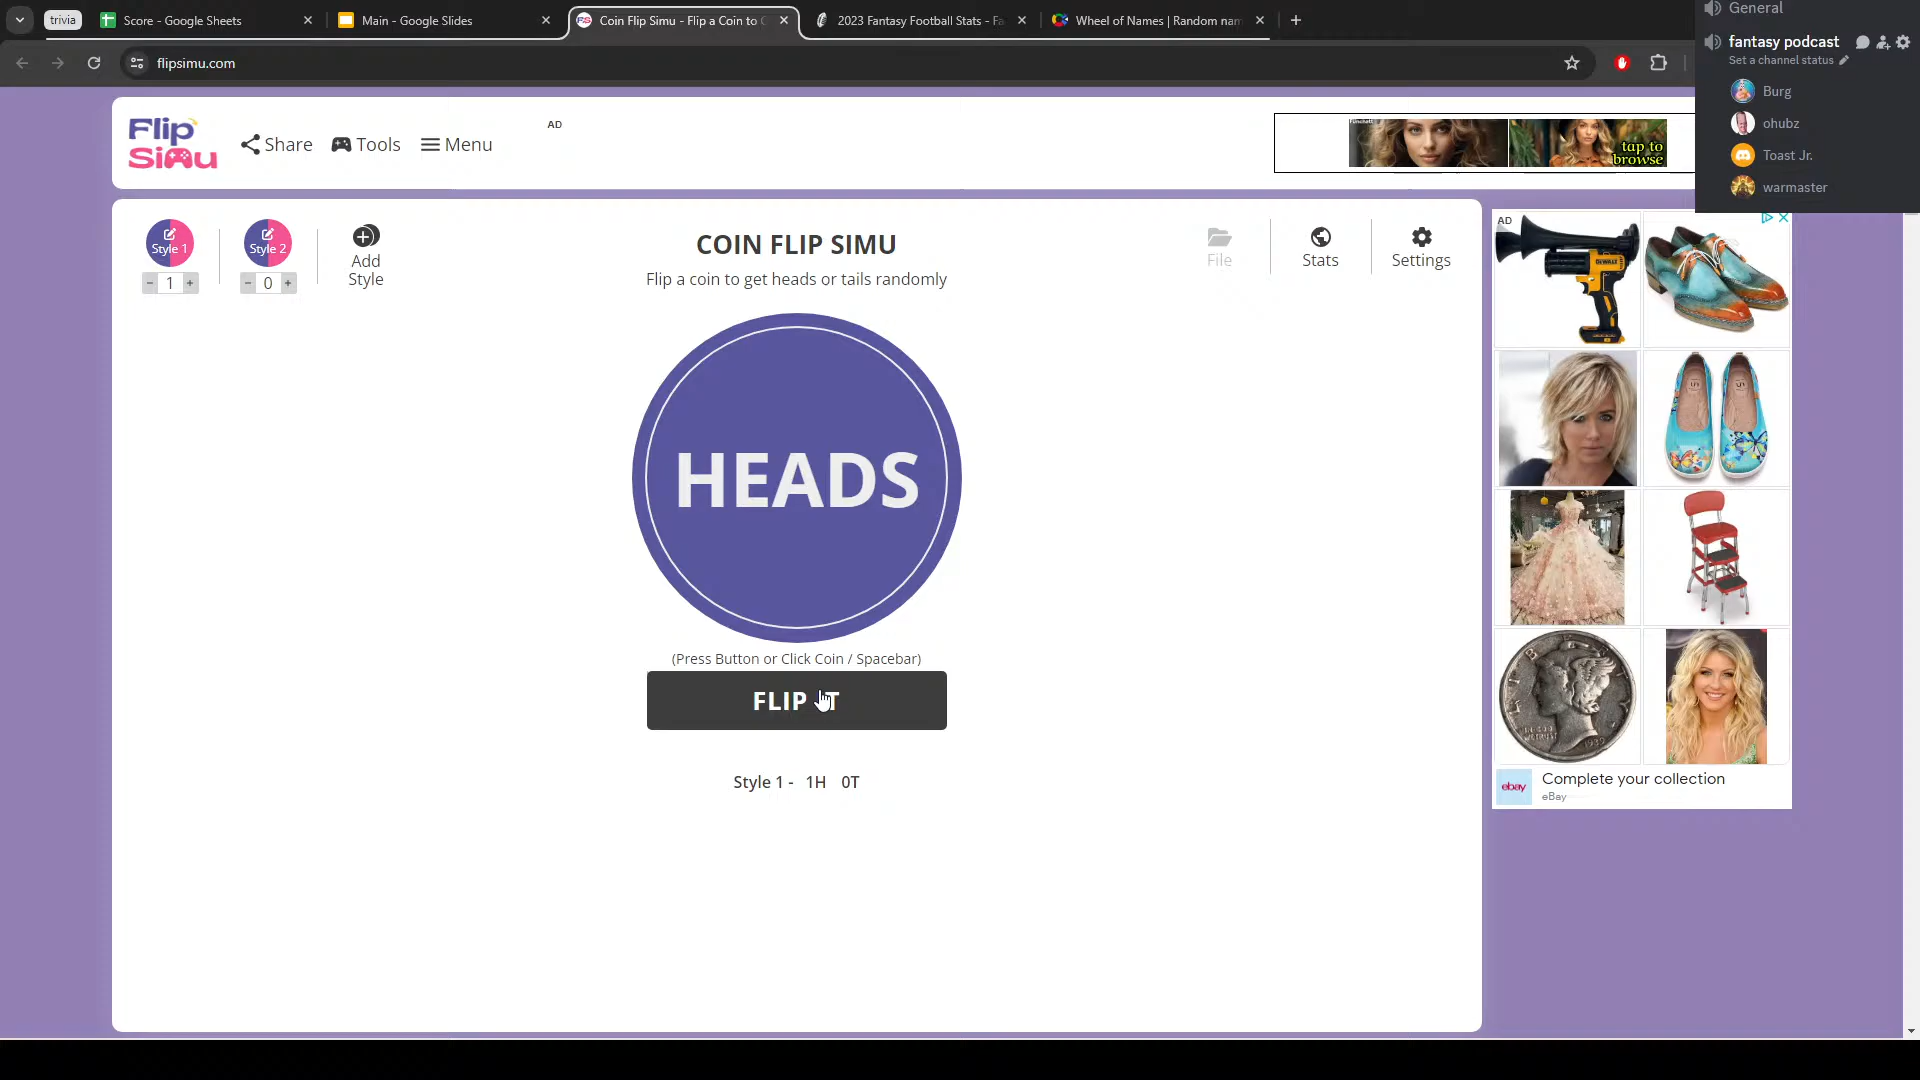 trivia
Score - Google Sheets
Main - Google Slides
Coin Flip Simu - Flip a Coin to
2023 Fantasy Football Stats - Fa
Wheel of Names | Random nam
flipsimu.com
General
fantasy podcast
Set a channel status
Burg
ohubz
Toast Jr.
warmaster
Flip Simu
Share
Tools
Menu
AD
tap to
browse
Style 1
1
Style 2
0
Add
Style
COIN FLIP SIMU
Flip a coin to get heads or tails randomly
File
Stats
Settings
HEADS
(Press Button or Click Coin / Spacebar)
FLIP IT
Style 1 - 1H 0T
AD
DEWALT
1939
Complete your collection
ebay
eBay